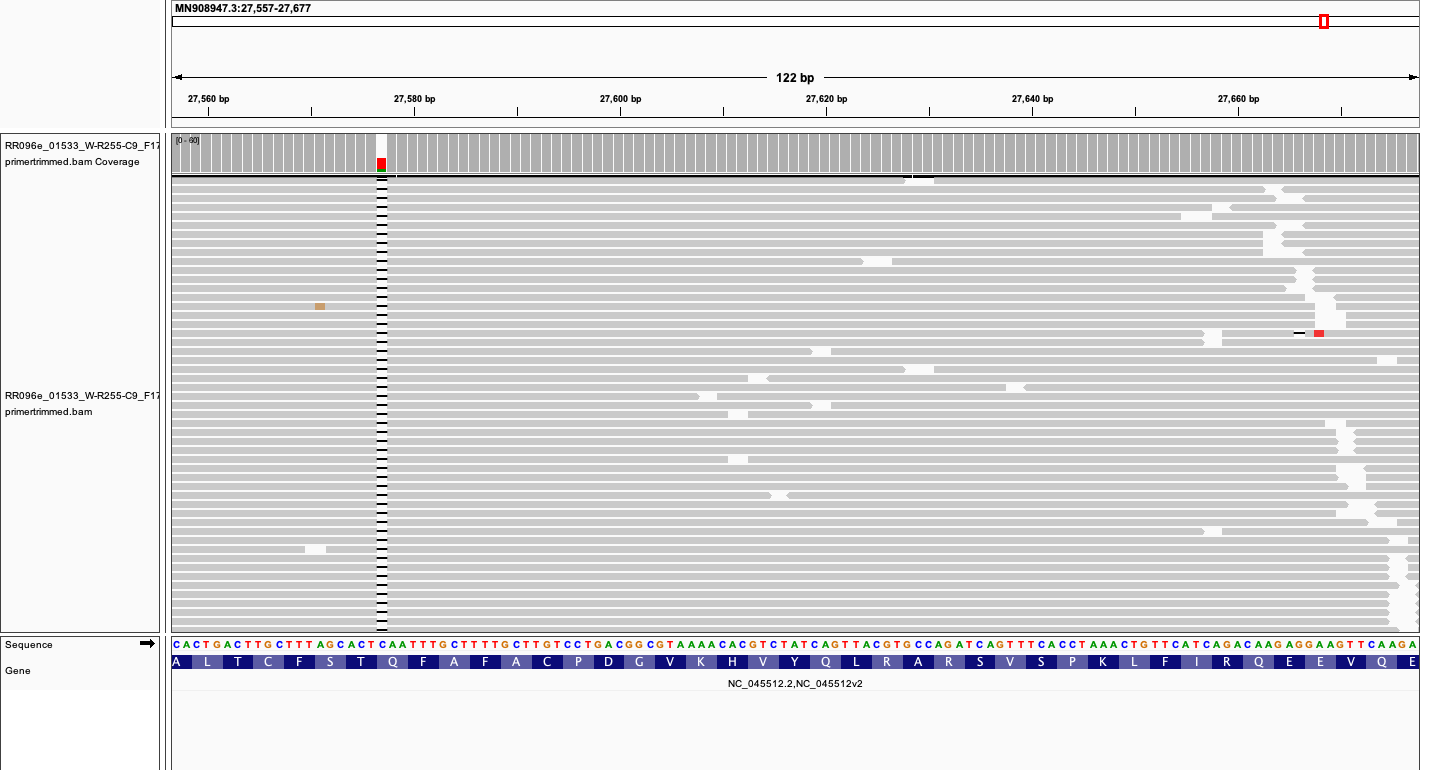 MN908947.3:27,557-27,677
122 bp
27,560 bp 27,580 bp 27,600 bp 27,620 bp 27,640 bp 27,660 bp
RR096e_01533_W-R255-C9_F17
primertrimmed.bam Coverage
[0 - 60]
RR096e_01533_W-R255-C9_F17
primertrimmed.bam
Sequence
CACTGACTTGCTTTAGCACTCAATTTGCTTTTGCTTGTCCTGACGGCGTAAAACACGTCTATCAGTTACGTGCCAGATCAGTTTCACCTAAACTGTTCATCAGACAAGAGGAAGTTCAAGA
Gene
A L T C F S T Q F A F A C P D G V K H V Y Q L R A R S V S P K L F I R Q E E V Q E
NC_045512.2,NC_045512v2